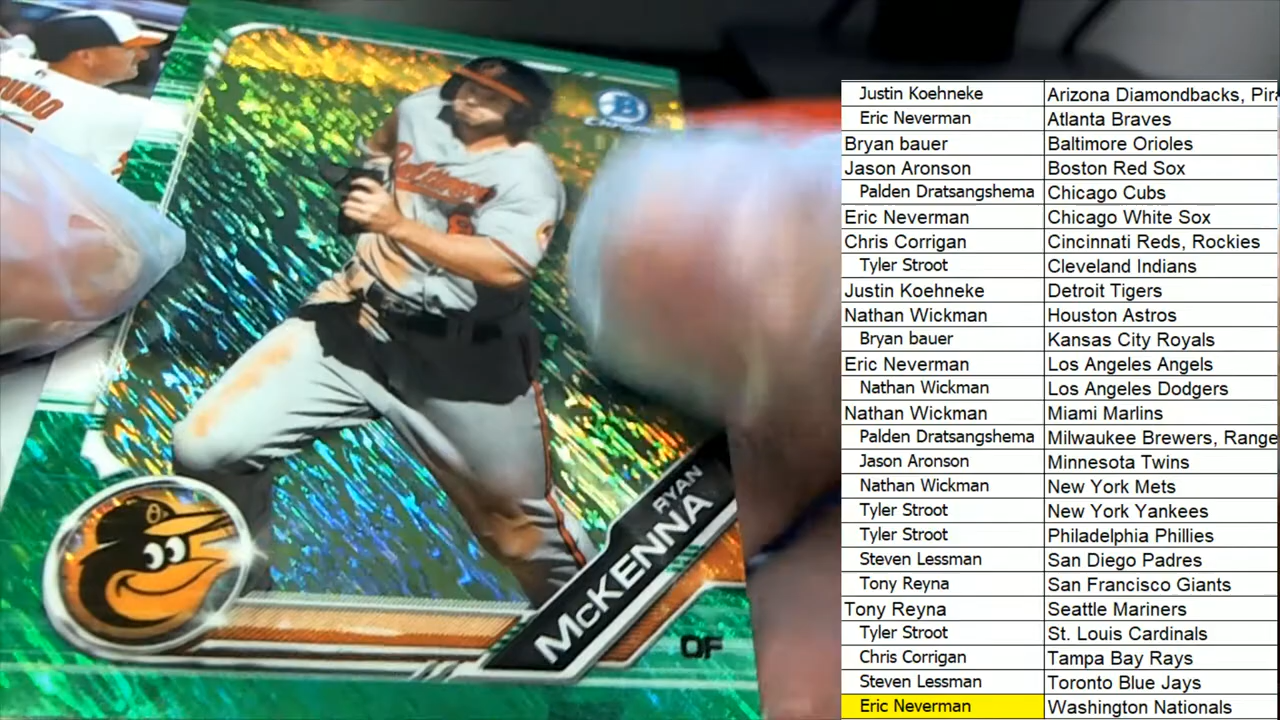 UMBO
Baltimore
8
B
RYAN
McKENNA
OF
Justin Koehneke Arizona Diamondbacks, Pir
Eric Neverman Atlanta Braves
Bryan bauer Baltimore Orioles
Jason Aronson Boston Red Sox
Palden Dratsangshema Chicago Cubs
Eric Neverman Chicago White Sox
Chris Corrigan Cincinnati Reds, Rockies
Tyler Stroot Cleveland Indians
Justin Koehneke Detroit Tigers
Nathan Wickman Houston Astros
Bryan bauer Kansas City Royals
Eric Neverman Los Angeles Angels
Nathan Wickman Los Angeles Dodgers
Nathan Wickman Miami Marlins
Palden Dratsangshema Milwaukee Brewers, Range
Jason Aronson Minnesota Twins
Nathan Wickman New York Mets
Tyler Stroot New York Yankees
Tyler Stroot Philadelphia Phillies
Steven Lessman San Diego Padres
Tony Reyna San Francisco Giants
Tony Reyna Seattle Mariners
Tyler Stroot St. Louis Cardinals
Chris Corrigan Tampa Bay Rays
Steven Lessman Toronto Blue Jays
Eric Neverman Washington Nationals